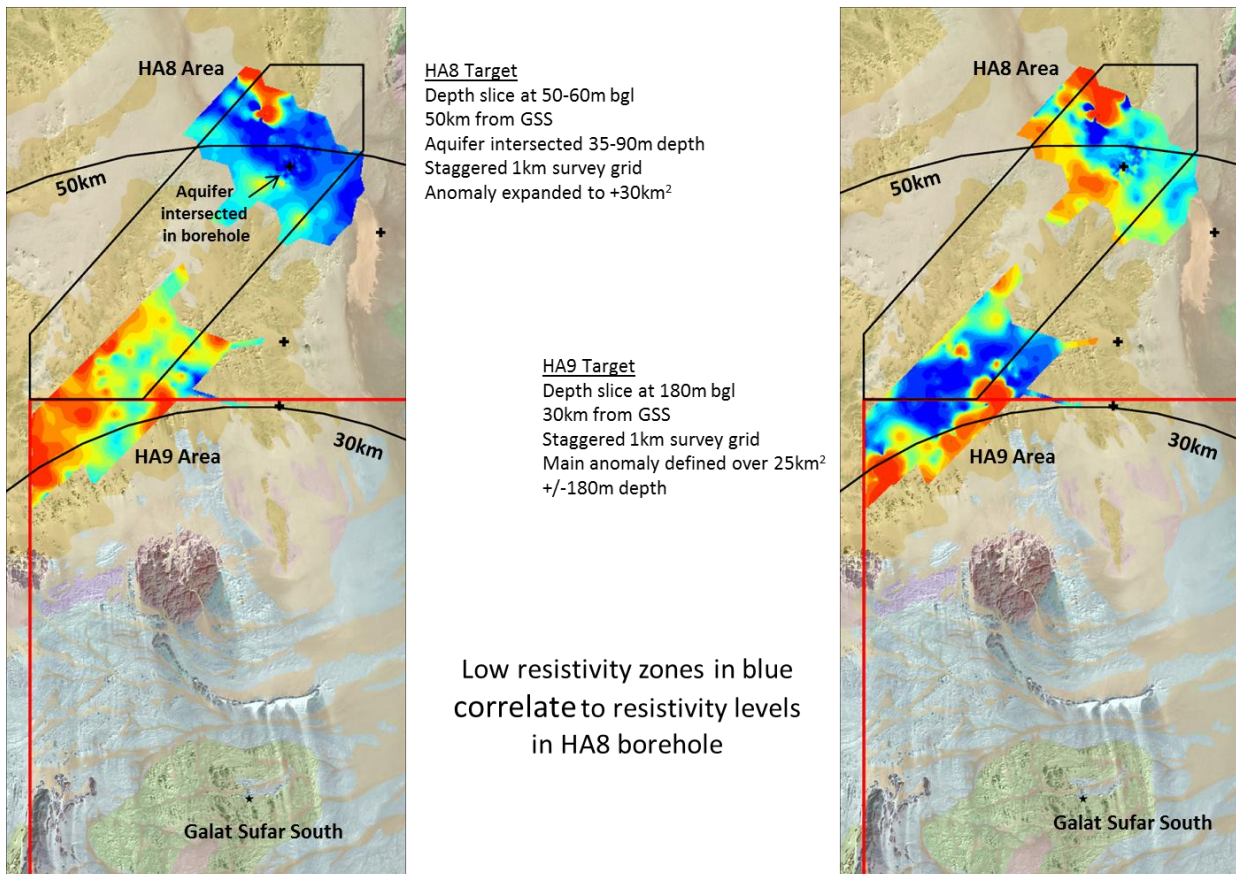 HA8 Area
50km
Aquifer
intersected
in borehole
30km
HA9 Area
Galat Sufar South
HA8 Target
Depth slice at 50-60m bgl
50km from GSS
Aquifer intersected 35-90m depth
Staggered 1km survey grid
Anomaly expanded to +30km²
HA9 Target
Depth slice at 180m bgl
30km from GSS
Staggered 1km survey grid
Main anomaly defined over 25km²
+/-180m depth
Low resistivity zones in blue
correlate to resistivity levels
in HA8 borehole
HA8 Area
50km
30km
HA9 Area
Galat Sufar South